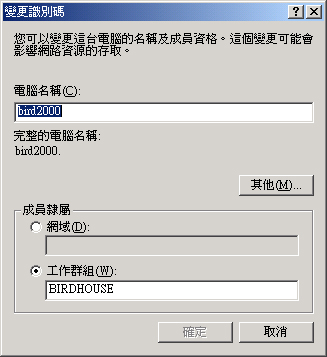 變更識別碼
您可以變更這台電腦的名稱及成員資格。這個變更可能會
影響網路資源的存取。
電腦名稱(C):
bird2000
完整的電腦名稱:
bird2000.
其他(M)...
成員隸屬
網域(D):
工作群組(W):
BIRDHOUSE
確定
取消